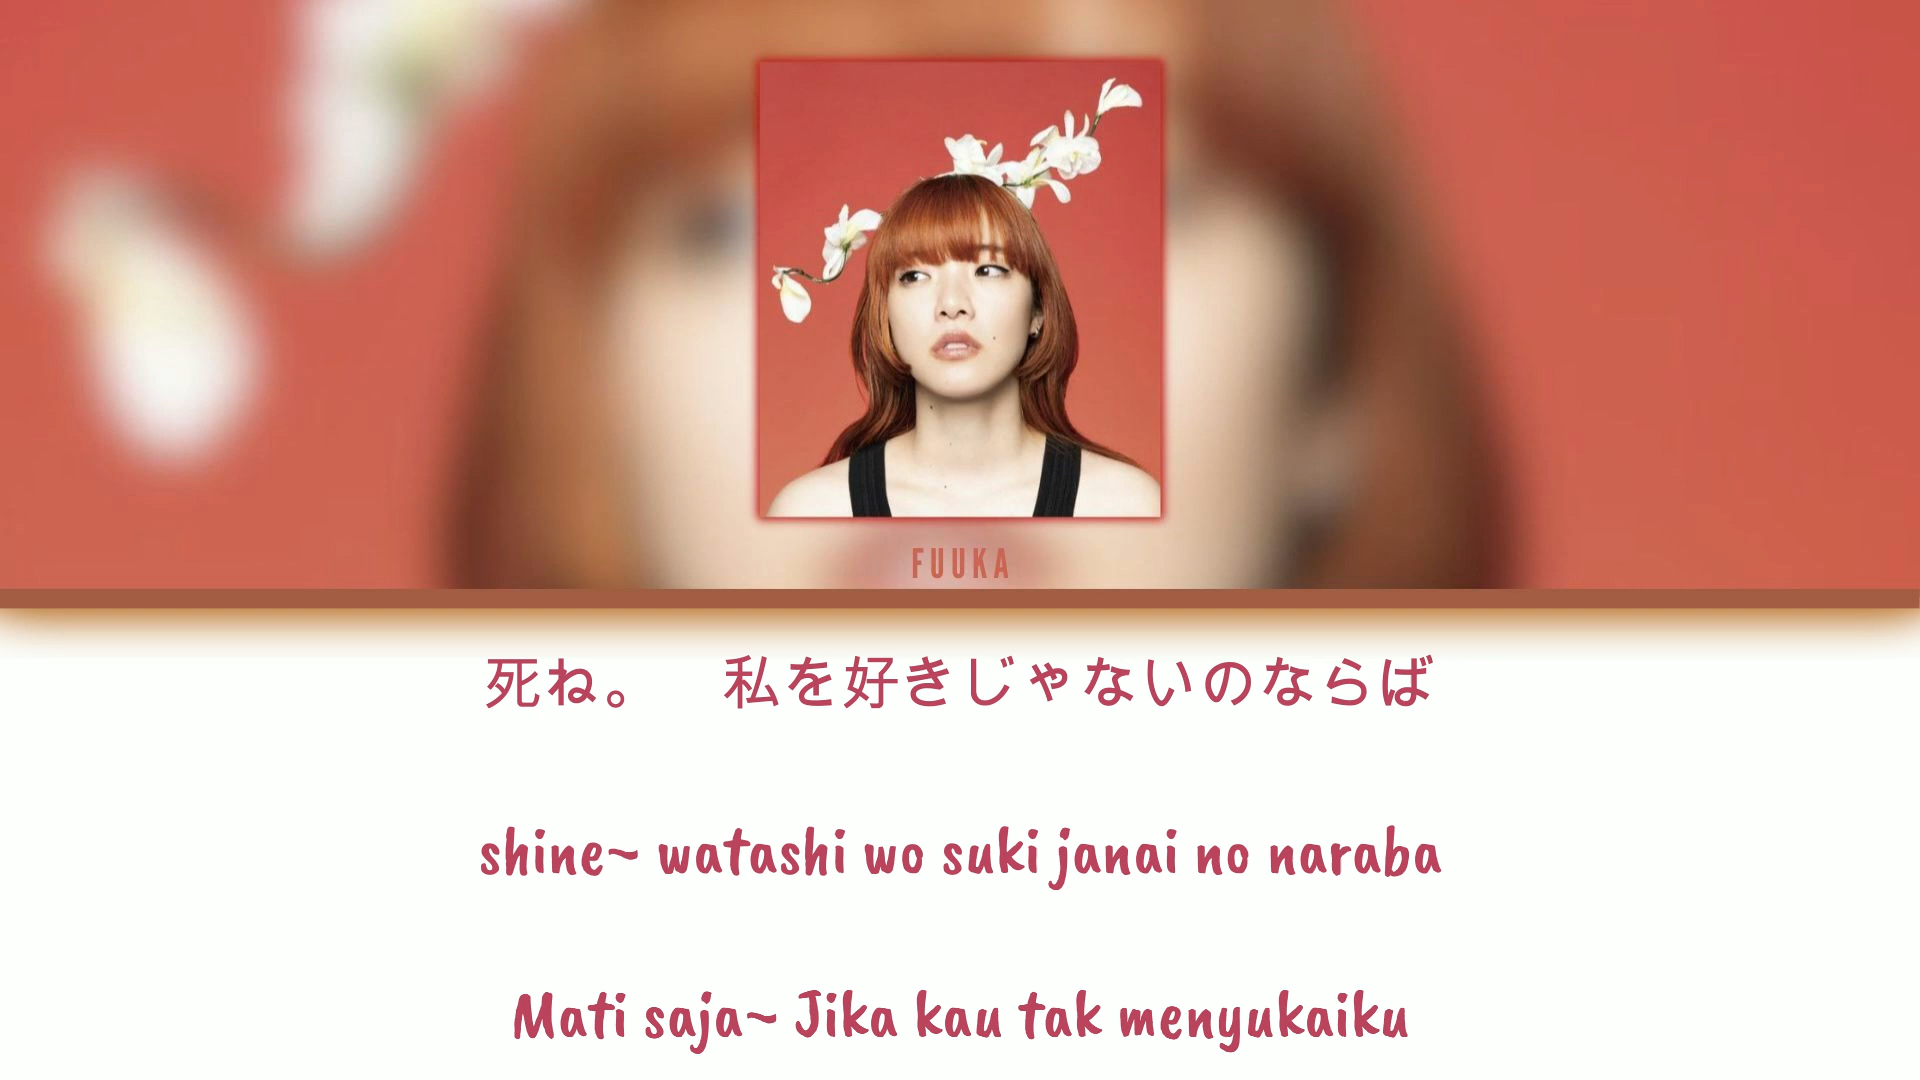 FUUKA
死ね。　私を好きじゃないのならば
shine~ watashi wo suki janai no naraba
Mati saja~ Jika kau tak menyukaiku